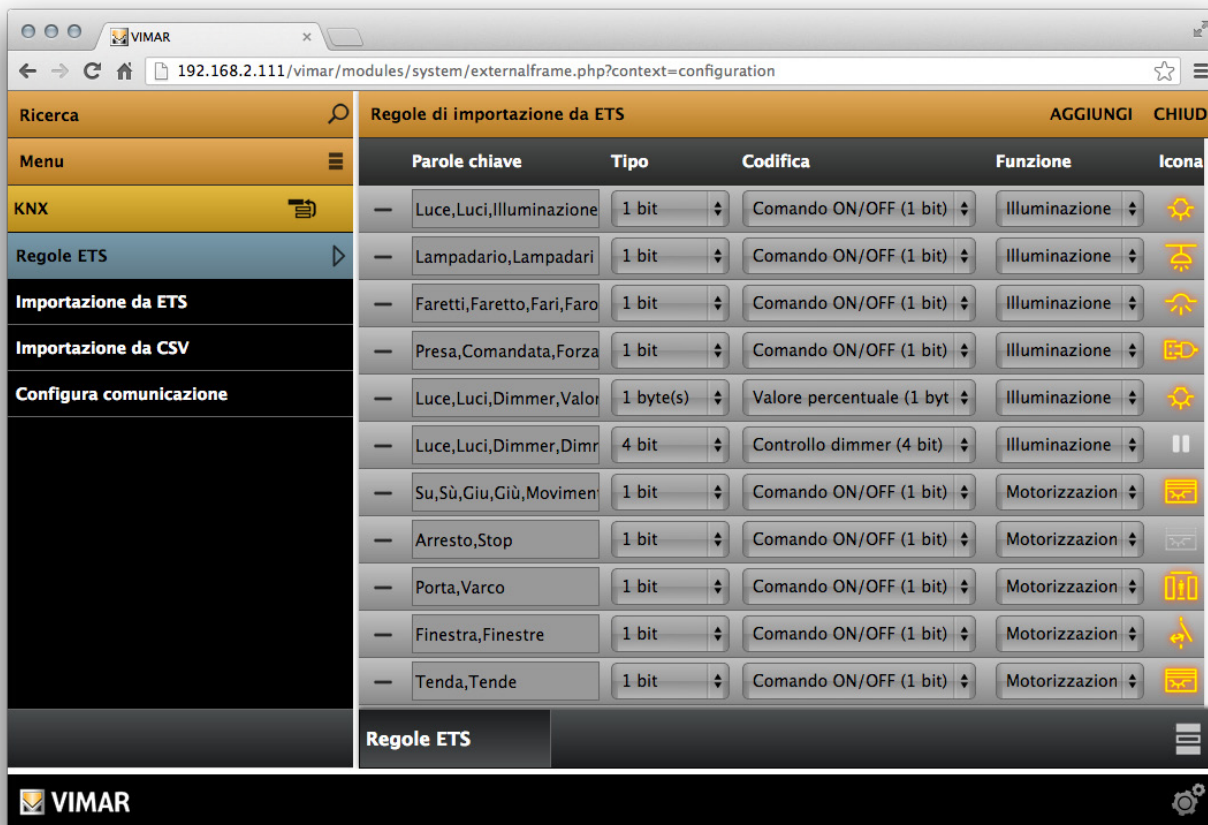 VIMAR
192.168.2.111/vimar/modules/system/externalframe.php?context=configuration
Ricerca
Menu
KNX
Regole ETS
Importazione da ETS
Importazione da CSV
Configura comunicazione
Regole di importazione da ETS AGGIUNGI CHIUD
Parole chiave Tipo Codifica Funzione Icona
Luce,Luci,Illuminazione 1 bit Comando ON/OFF (1 bit) Illuminazione
Lampadario,Lampadari 1 bit Comando ON/OFF (1 bit) Illuminazione
Faretti,Faretto,Fari,Faro 1 bit Comando ON/OFF (1 bit) Illuminazione
Presa,Comandata,Forza 1 bit Comando ON/OFF (1 bit) Illuminazione
Luce,Luci,Dimmer,Valor 1 byte(s) Valore percentuale (1 byt Illuminazione
Luce,Luci,Dimmer,Dimm 4 bit Controllo dimmer (4 bit) Illuminazione
Su,Sù,Giu,Giù,Movimen 1 bit Comando ON/OFF (1 bit) Motorizzazion
Arresto,Stop 1 bit Comando ON/OFF (1 bit) Motorizzazion
Porta,Varco 1 bit Comando ON/OFF (1 bit) Motorizzazion
Finestra,Finestre 1 bit Comando ON/OFF (1 bit) Motorizzazion
Tenda,Tende 1 bit Comando ON/OFF (1 bit) Motorizzazion
Regole ETS
VIMAR